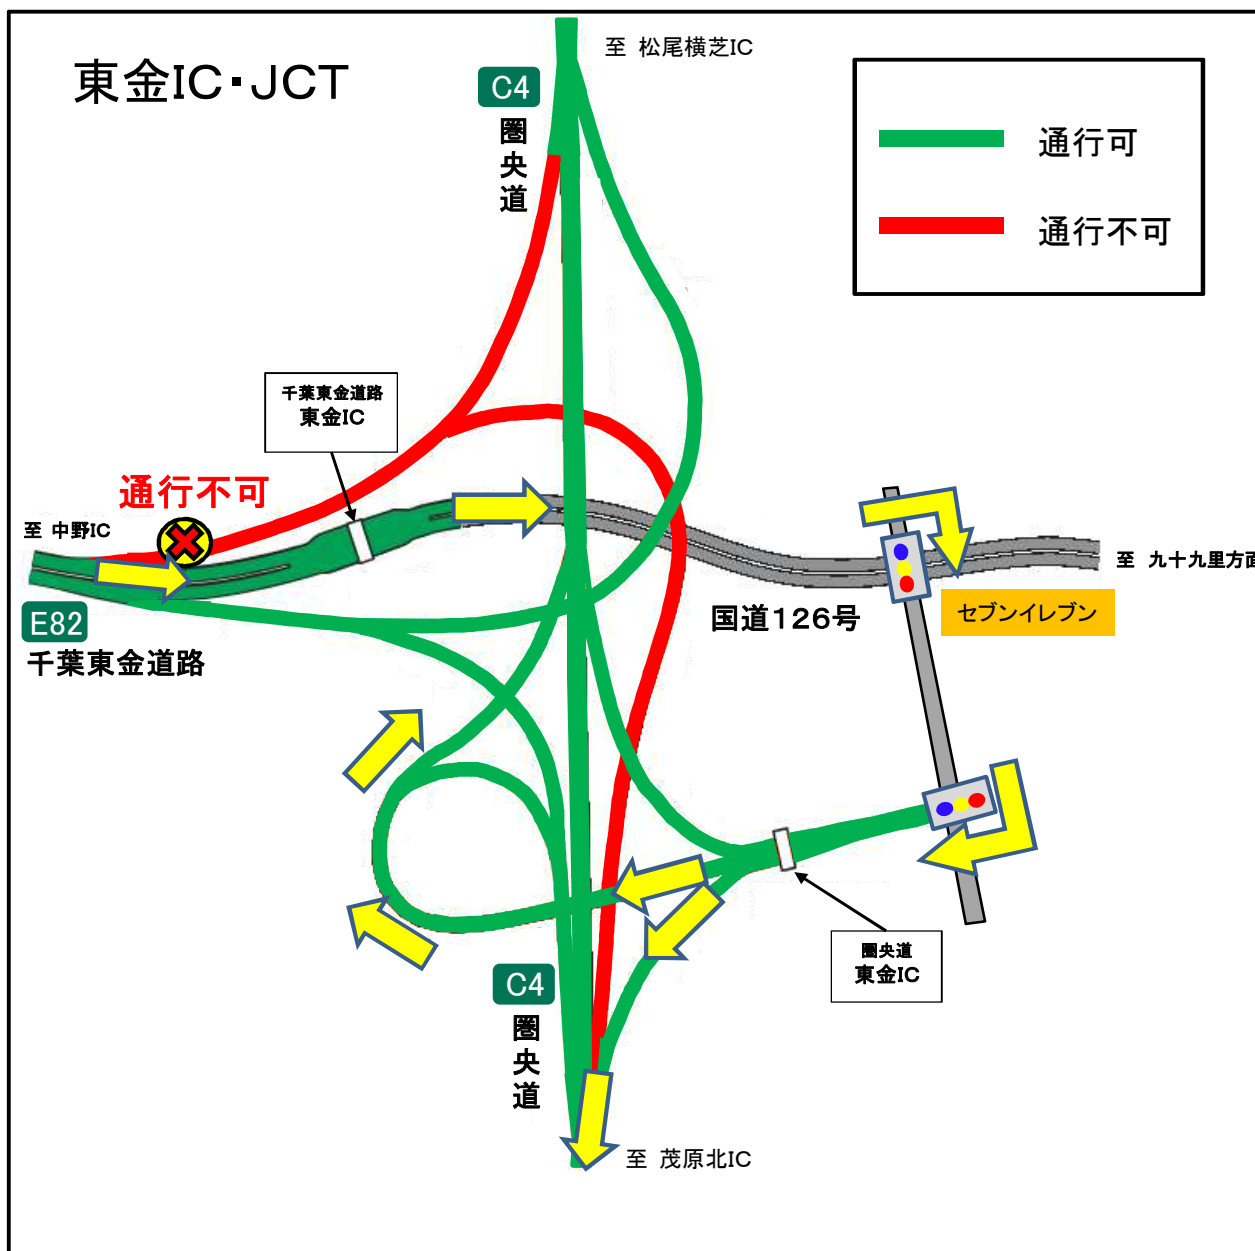 至 松尾横芝IC
東金IC・JCT
C4
圏
央
道
通行可
通行不可
千葉東金道路
東金IC
通行不可
至 中野IC
至 九十九里方面
E82
千葉東金道路
国道126号
セブンイレブン
圏央道
東金IC
C4
圏
央
道
至 茂原北IC